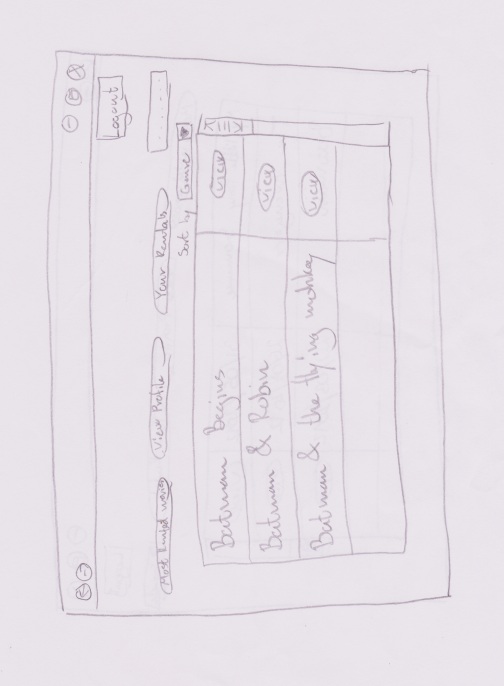 Logout
Most Rented movies View Profile Your Rentals
Sort by Genre
Batman Begins View
Batman & Robin View
Batman & the flying monkey View